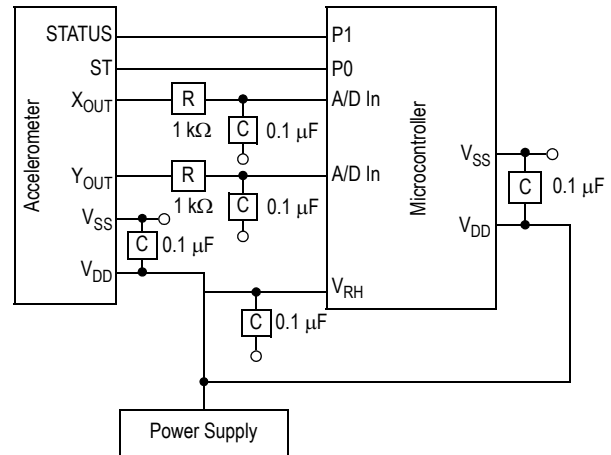 Accelerometer
STATUS
ST
X_OUT
Y_OUT
V_SS
V_DD
R
1 kΩ
C
0.1 µF
R
1 kΩ
C
0.1 µF
C
0.1 µF
P1
P0
A/D In
A/D In
V_RH
Microcontroller
V_SS
V_DD
C
0.1 µF
C
0.1 µF
Power Supply